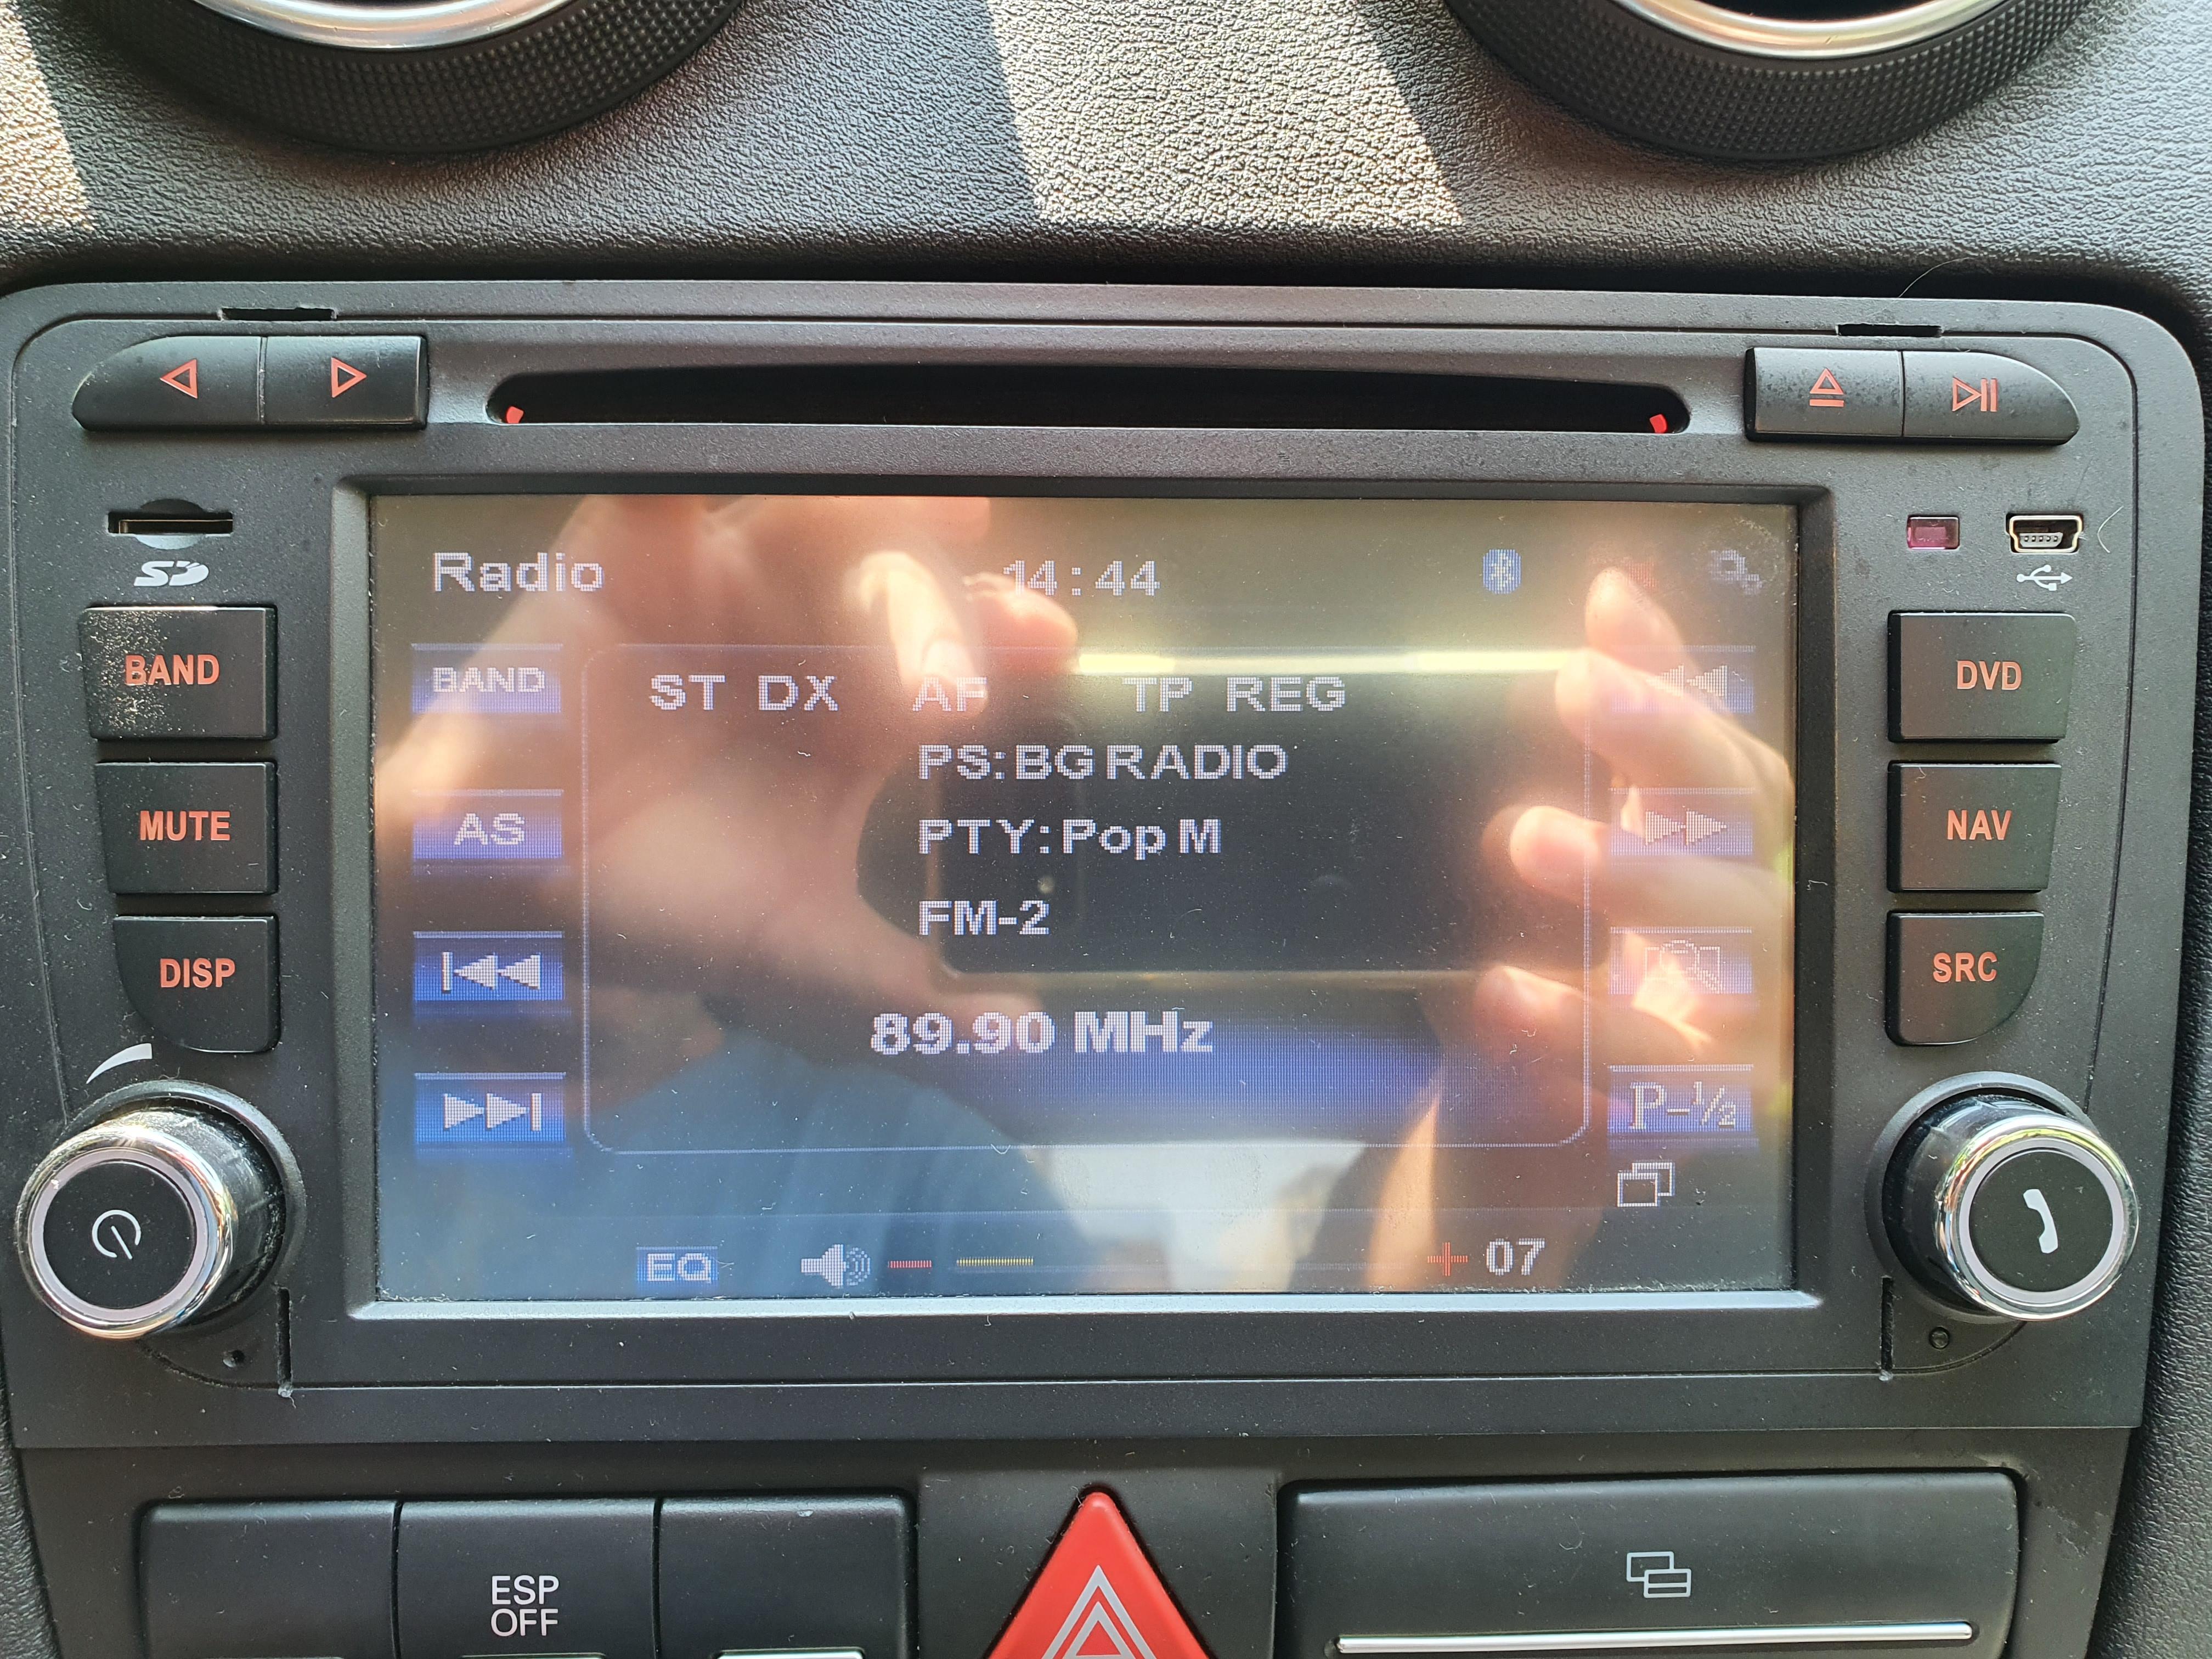 SD
BAND
MUTE
DISP
Radio 14:44
BAND
AS
ST DX AF TP REG
PS:BG RADIO
PTY:Pop M
FM-2
89.90 MHz
P-½
EQ 07
DVD
NAV
SRC
ESP
OFF